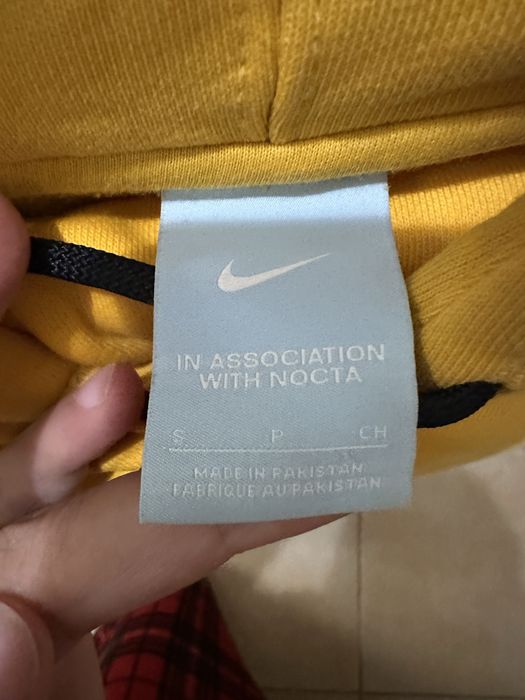 IN ASSOCIATION
WITH NOCTA
S P CH
MADE IN PAKISTAN
FABRIQUE AU PAKISTAN